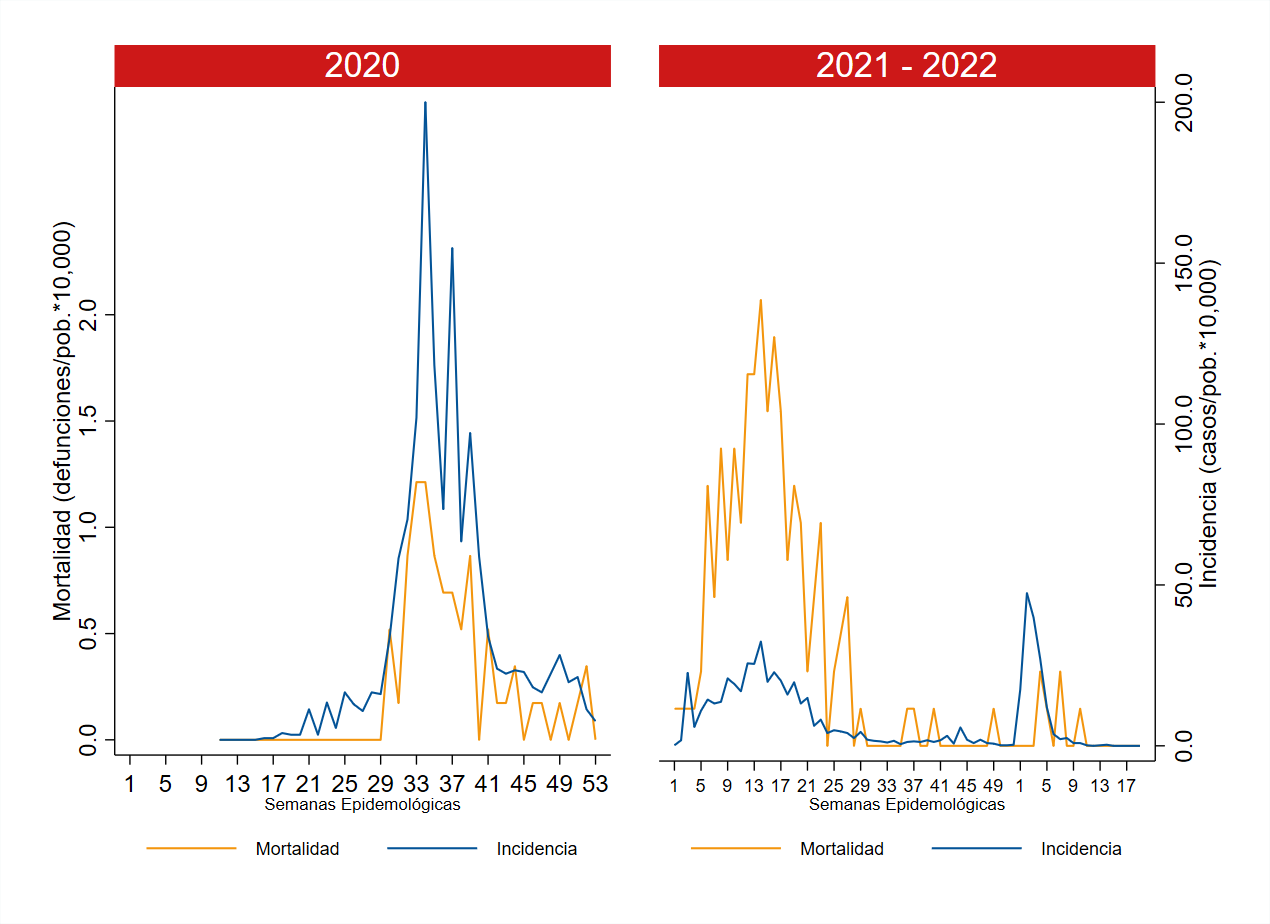 2020
2021 - 2022
Mortalidad (defunciones/pob.*10,000)
2.0
1.5
1.0
0.5
0.0
1 5 9 13 17 21 25 29 33 37 41 45 49 53
Semanas Epidemológicas
Mortalidad Incidencia
200.0
150.0
100.0
50.0
0.0
Incidencia (casos/pob.*10,000)
1 5 9 13 17 21 25 29 33 37 41 45 49 1 5 9 13 17
Semanas Epidemológicas
Mortalidad Incidencia